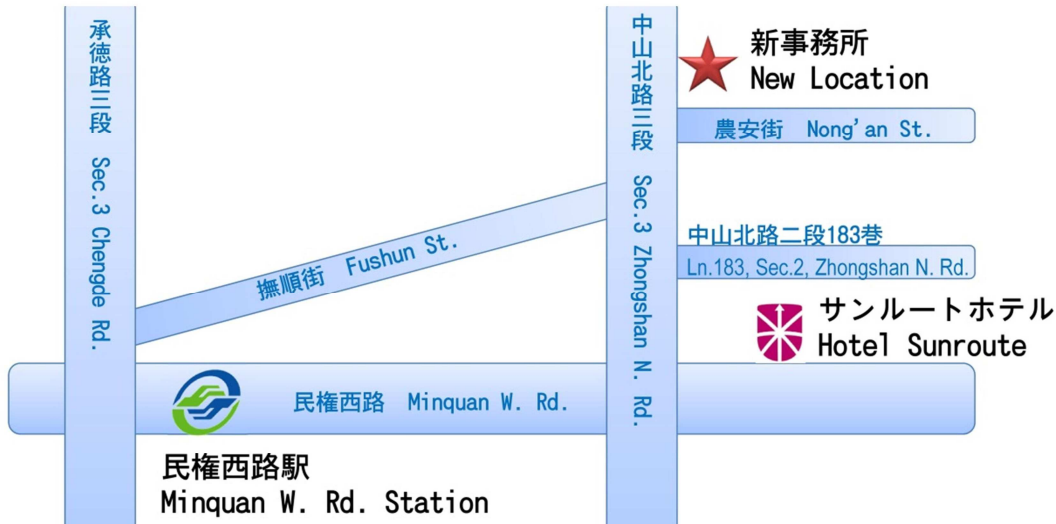 承徳路三段 Sec.3 Chengde Rd.
中山北路三段 Sec.3 Zhongshan N. Rd.
新事務所
New Location
農安街 Nong'an St.
撫順街 Fushun St.
中山北路二段183巷
Ln.183, Sec.2, Zhongshan N. Rd.
サンルートホテル
Hotel Sunroute
民権西路 Minquan W. Rd.
民権西路駅
Minquan W. Rd. Station